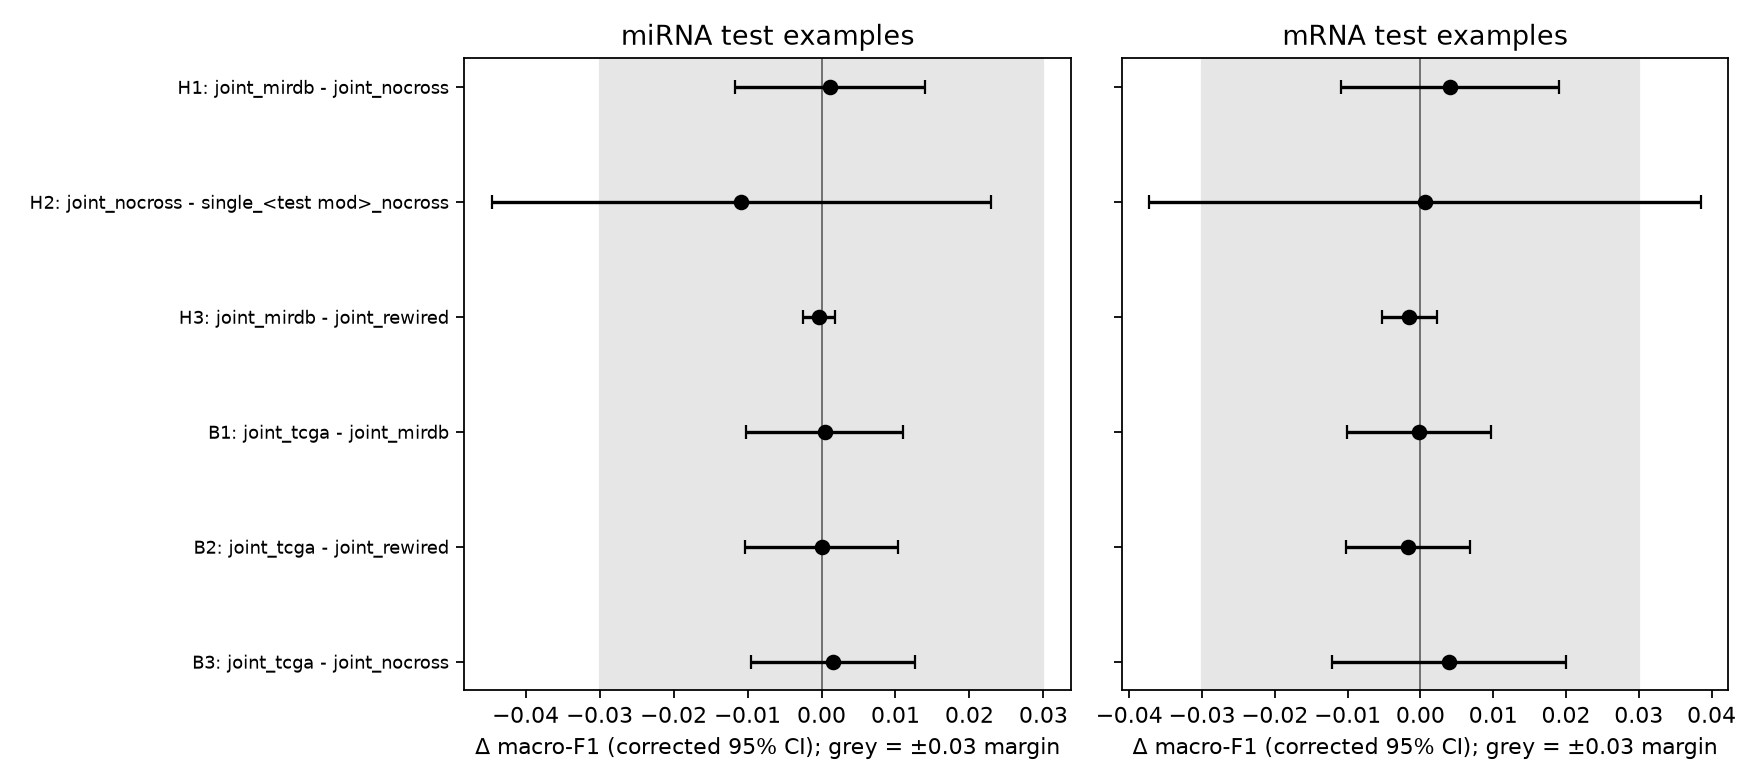 miRNA test examples
mRNA test examples
H1: joint_mirdb - joint_nocross
H2: joint_nocross - single_<test mod>_nocross
H3: joint_mirdb - joint_rewired
B1: joint_tcga - joint_mirdb
B2: joint_tcga - joint_rewired
B3: joint_tcga - joint_nocross
−0.04 −0.03 −0.02 −0.01 0.00 0.01 0.02 0.03
−0.04 −0.03 −0.02 −0.01 0.00 0.01 0.02 0.03 0.04
Δ macro-F1 (corrected 95% CI); grey = ±0.03 margin
Δ macro-F1 (corrected 95% CI); grey = ±0.03 margin